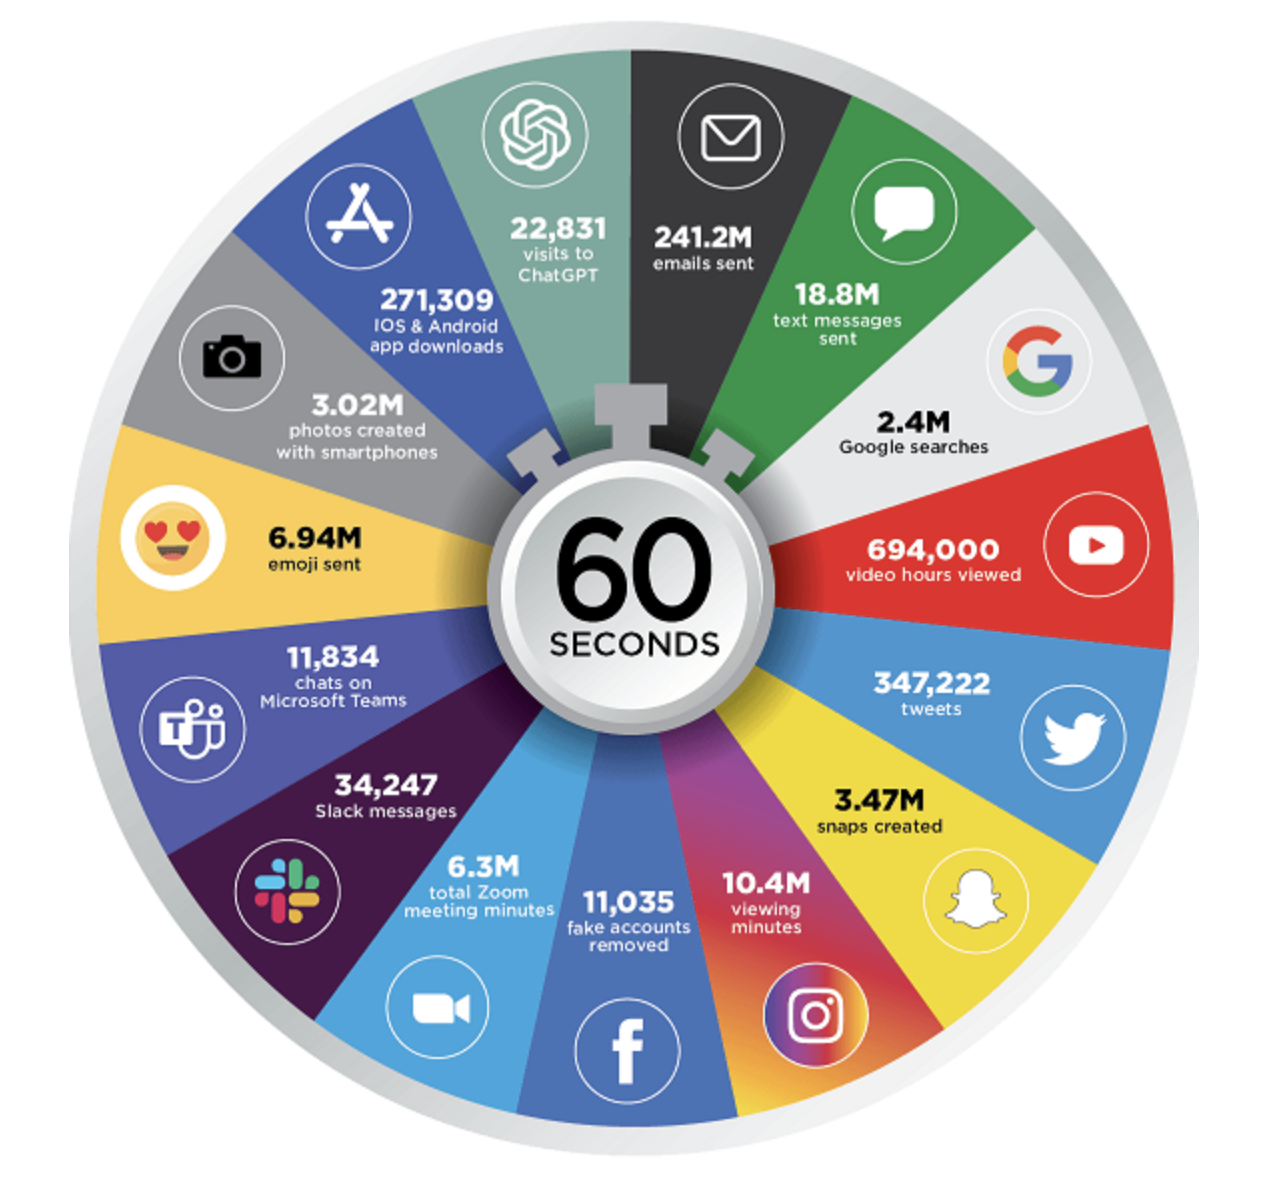 60
SECONDS
241.2M
emails sent
18.8M
text messages
sent
2.4M
Google searches
694,000
video hours viewed
347,222
tweets
3.47M
snaps created
10.4M
viewing
minutes
11,035
fake accounts
removed
6.3M
total Zoom
meeting minutes
34,247
Slack messages
11,834
chats on
Microsoft Teams
T
6.94M
emoji sent
3.02M
photos created
with smartphones
271,309
IOS & Android
app downloads
22,831
visits to
ChatGPT